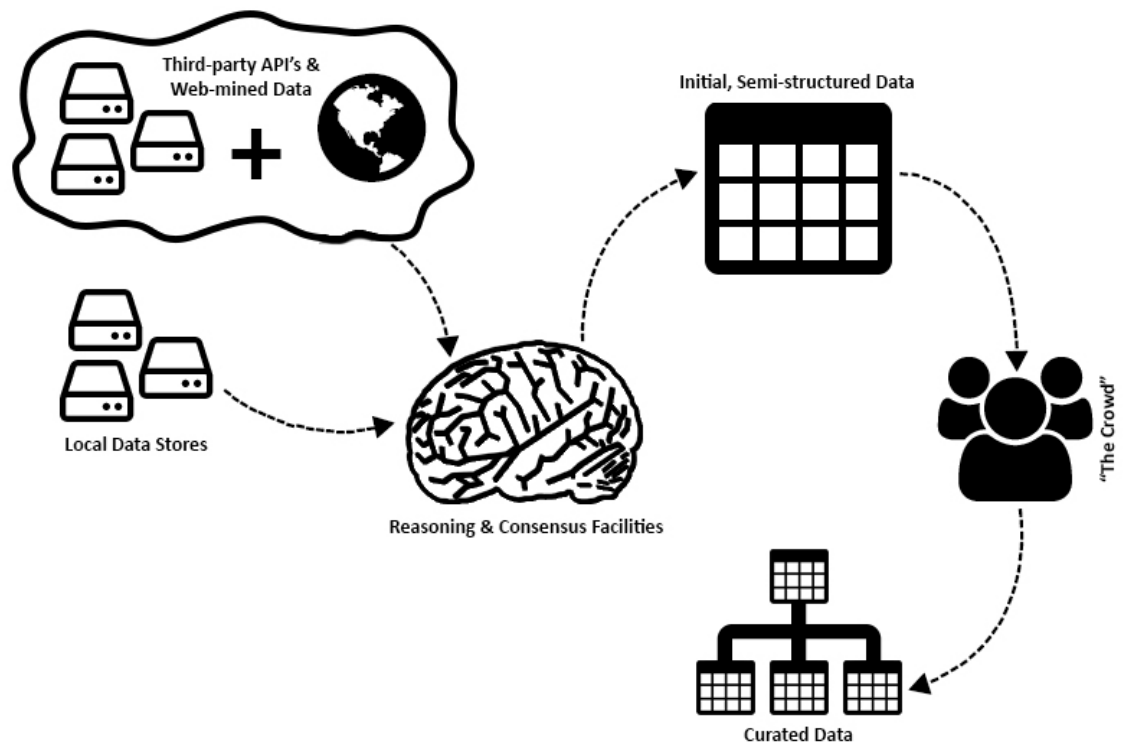 Third-party API's &
Web-mined Data
Initial, Semi-structured Data
Local Data Stores
"The Crowd"
Reasoning & Consensus Facilities
Curated Data